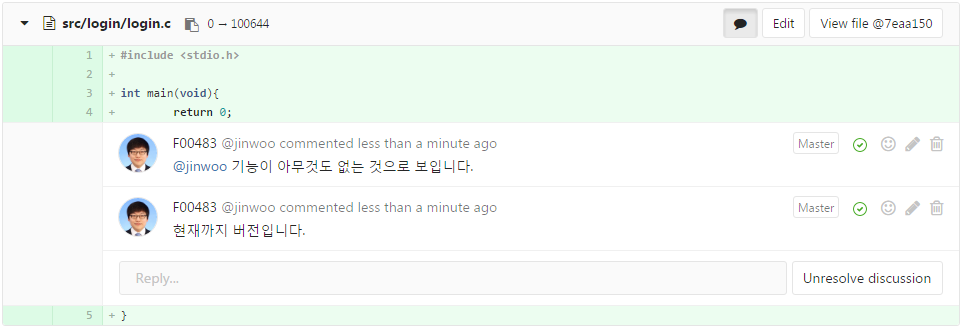 src/login/login.c 0 → 100644 Edit View file @7eaa150
1 + #include <stdio.h>
2 +
3 + int main(void){
4 + return 0;
F00483 @jinwoo commented less than a minute ago Master
@jinwoo 기능이 아무것도 없는 것으로 보입니다.
F00483 @jinwoo commented less than a minute ago Master
현재까지 버전입니다.
Reply... Unresolve discussion
5 + }